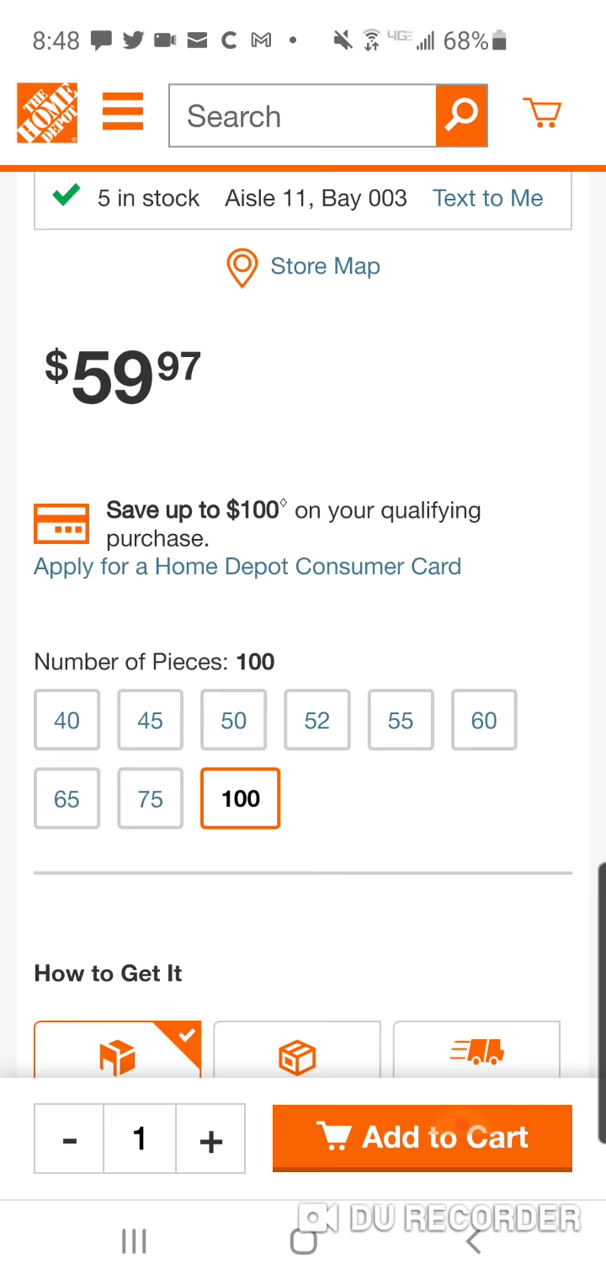 8:48 C M 4GE 68%
THE HOME DEPOT
Search
5 in stock Aisle 11, Bay 003 Text to Me
Store Map
$59 97
Save up to $100◊ on your qualifying
purchase.
Apply for a Home Depot Consumer Card
Number of Pieces: 100
40 45 50 52 55 60
65 75 100
How to Get It
- 1 + Add to Cart
DU RECORDER